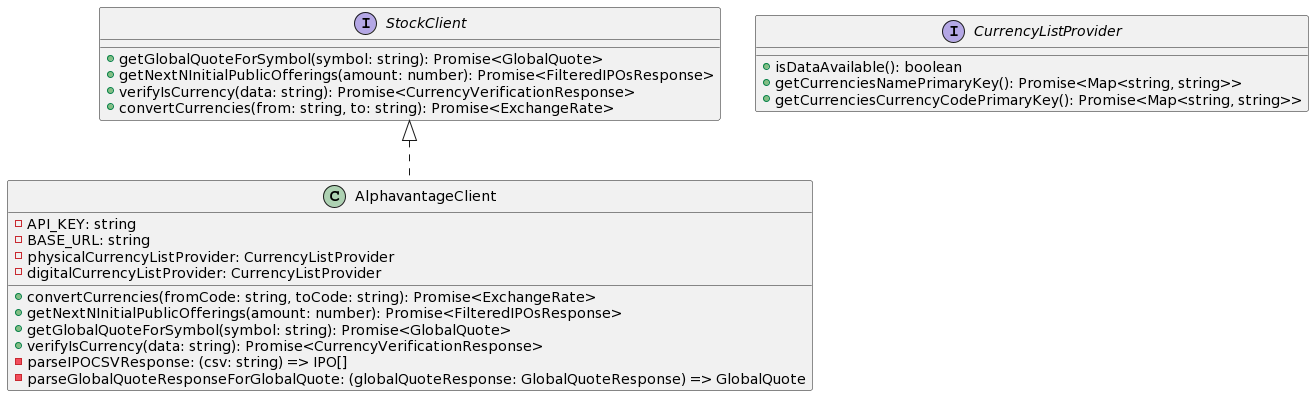 I StockClient
getGlobalQuoteForSymbol(symbol: string): Promise<GlobalQuote>
getNextNInitialPublicOfferings(amount: number): Promise<FilteredIPOsResponse>
verifyIsCurrency(data: string): Promise<CurrencyVerificationResponse>
convertCurrencies(from: string, to: string): Promise<ExchangeRate>
I CurrencyListProvider
isDataAvailable(): boolean
getCurrenciesNamePrimaryKey(): Promise<Map<string, string>>
getCurrenciesCurrencyCodePrimaryKey(): Promise<Map<string, string>>
C AlphavantageClient
API_KEY: string
BASE_URL: string
physicalCurrencyListProvider: CurrencyListProvider
digitalCurrencyListProvider: CurrencyListProvider
convertCurrencies(fromCode: string, toCode: string): Promise<ExchangeRate>
getNextNInitialPublicOfferings(amount: number): Promise<FilteredIPOsResponse>
getGlobalQuoteForSymbol(symbol: string): Promise<GlobalQuote>
verifyIsCurrency(data: string): Promise<CurrencyVerificationResponse>
parseIPOCSVResponse: (csv: string) => IPO[]
parseGlobalQuoteResponseForGlobalQuote: (globalQuoteResponse: GlobalQuoteResponse) => GlobalQuote